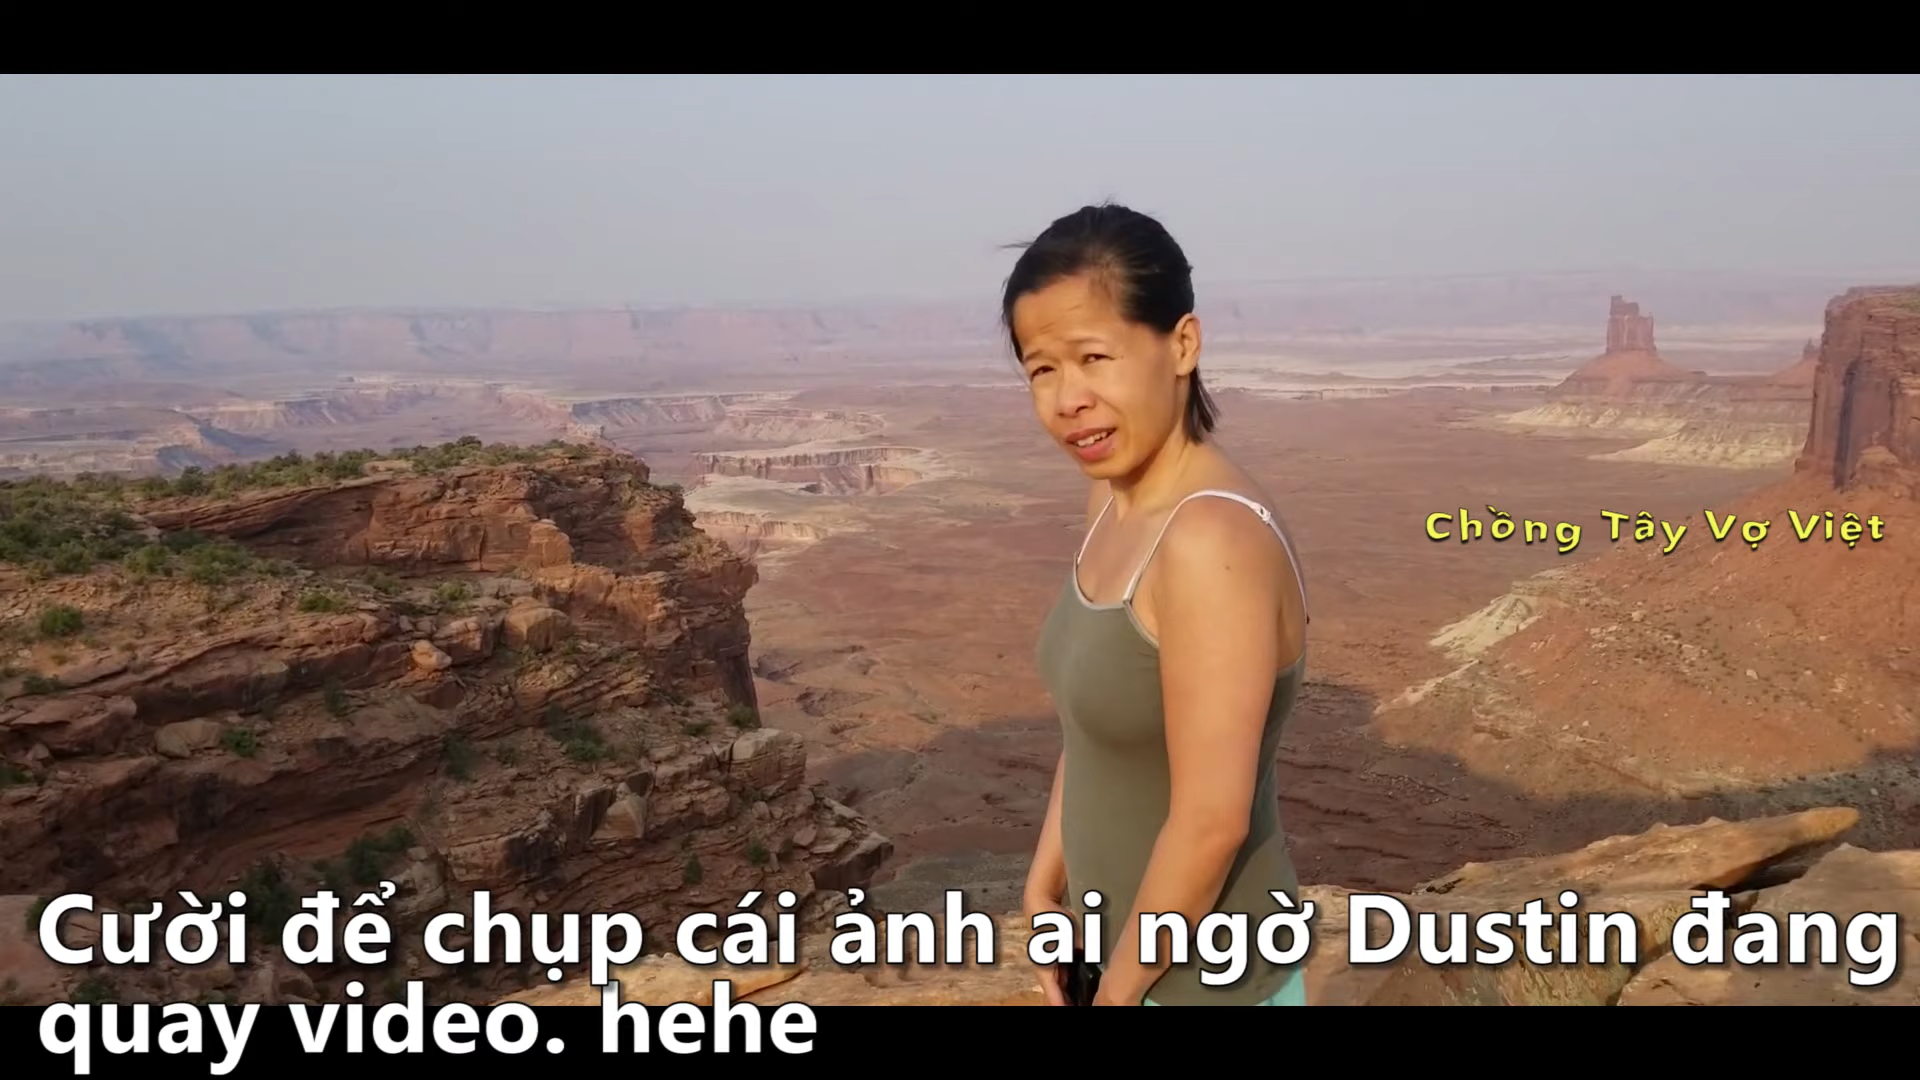 Chồng Tây Vợ Việt
Cười để chụp cái ảnh ai ngờ Dustin đang
quay video. hehe